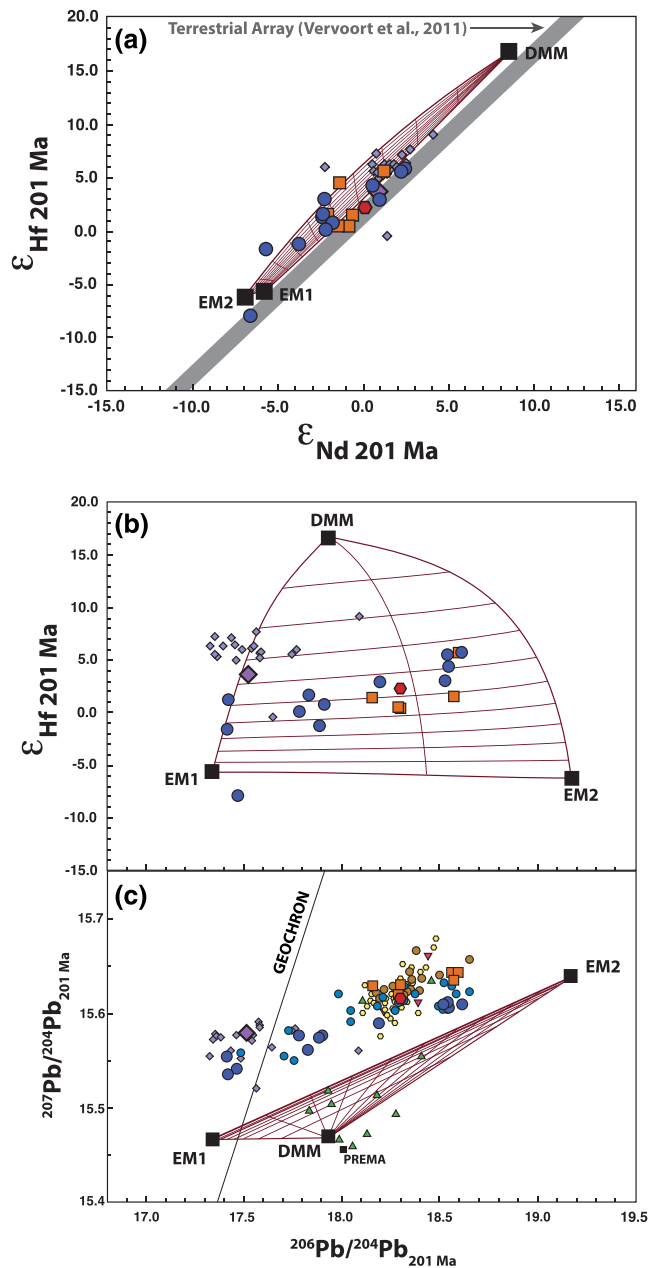 20.0
(a)
Terrestrial Array (Vervoort et al., 2011)
15.0
DMM
10.0
5.0
0.0
-5.0
EM2
EM1
-10.0
-15.0
-15.0 -10.0 -5.0 0.0 5.0 10.0 15.0
εHf 201 Ma
εNd 201 Ma
20.0
(b)
DMM
15.0
10.0
5.0
0.0
-5.0
EM1
EM2
-10.0
-15.0
εHf 201 Ma
(c)
GEOCHRON
15.7
EM2
15.6
15.5
EM1
DMM
PREMA
15.4
17.0 17.5 18.0 18.5 19.0 19.5
207Pb/204Pb201 Ma
206Pb/204Pb201 Ma